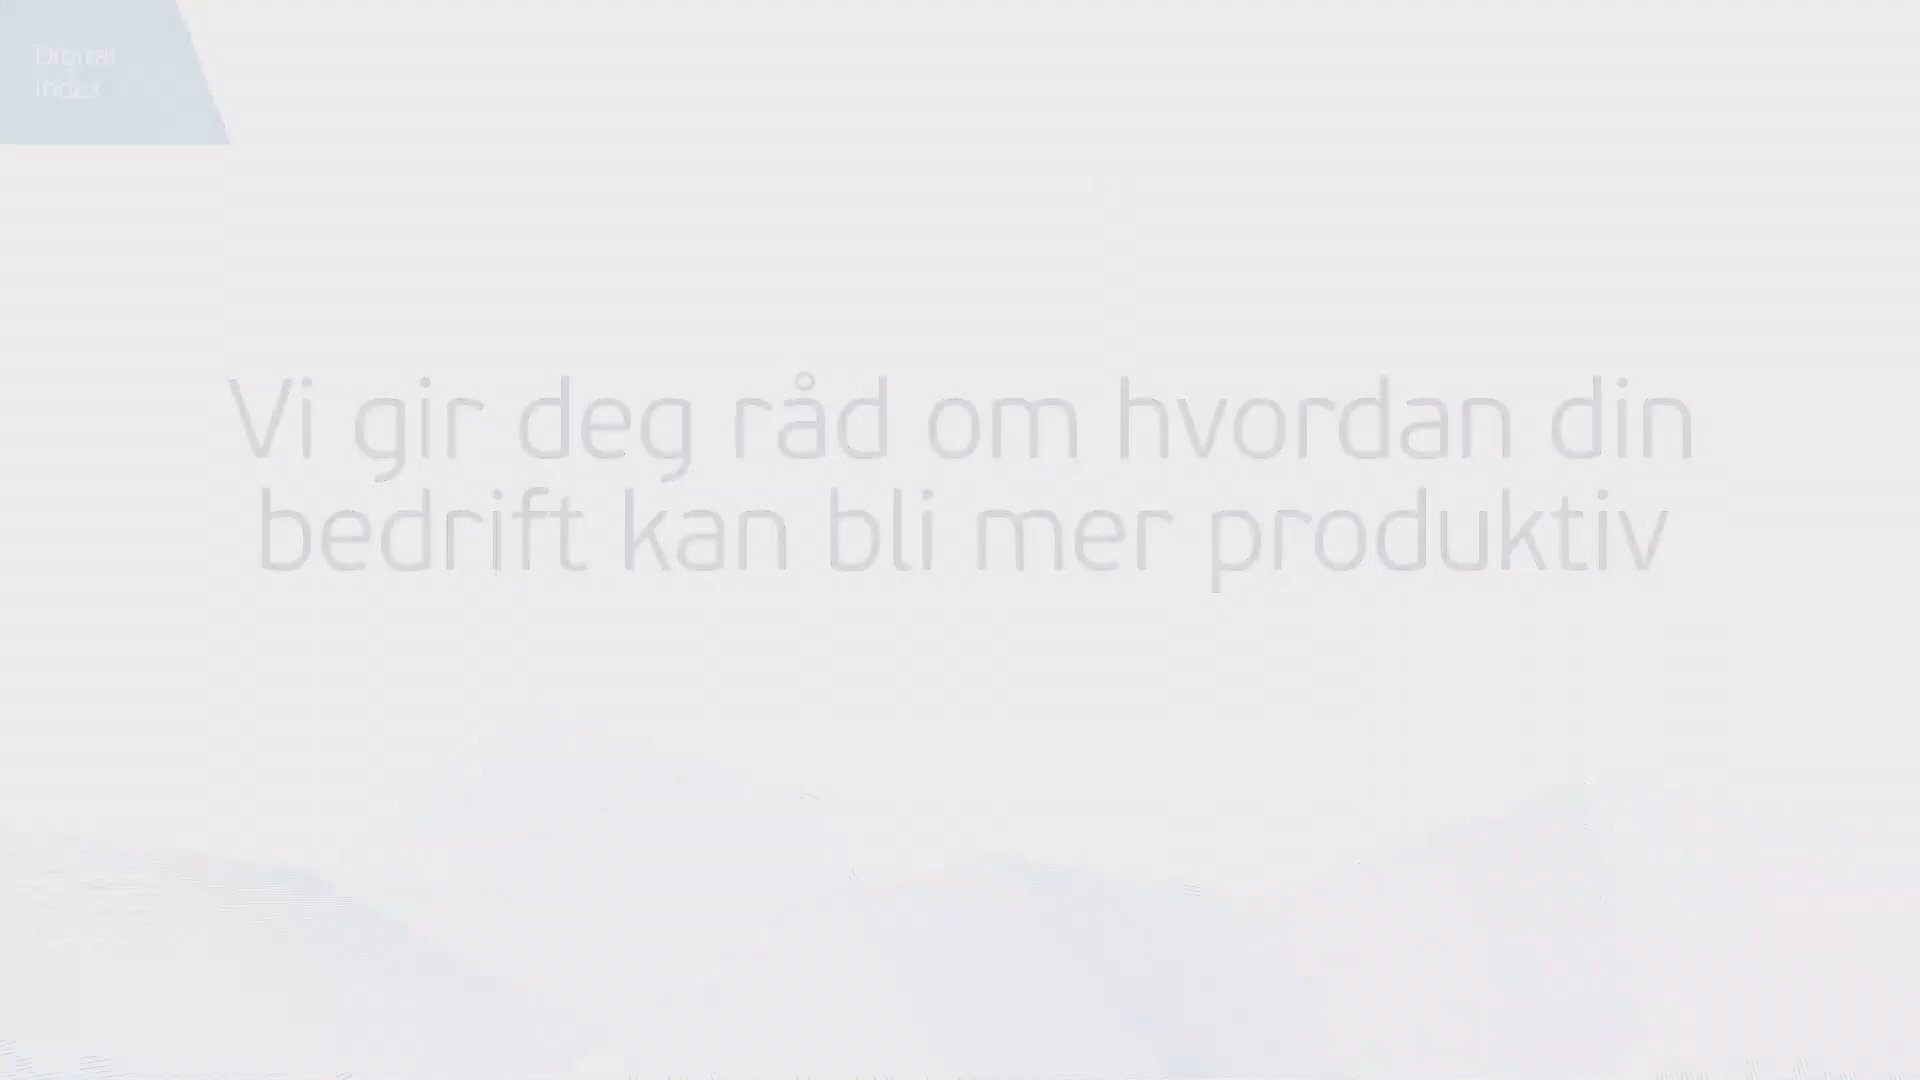 Vi gir deg råd om hvordan din
bedrift kan bli mer produktiv